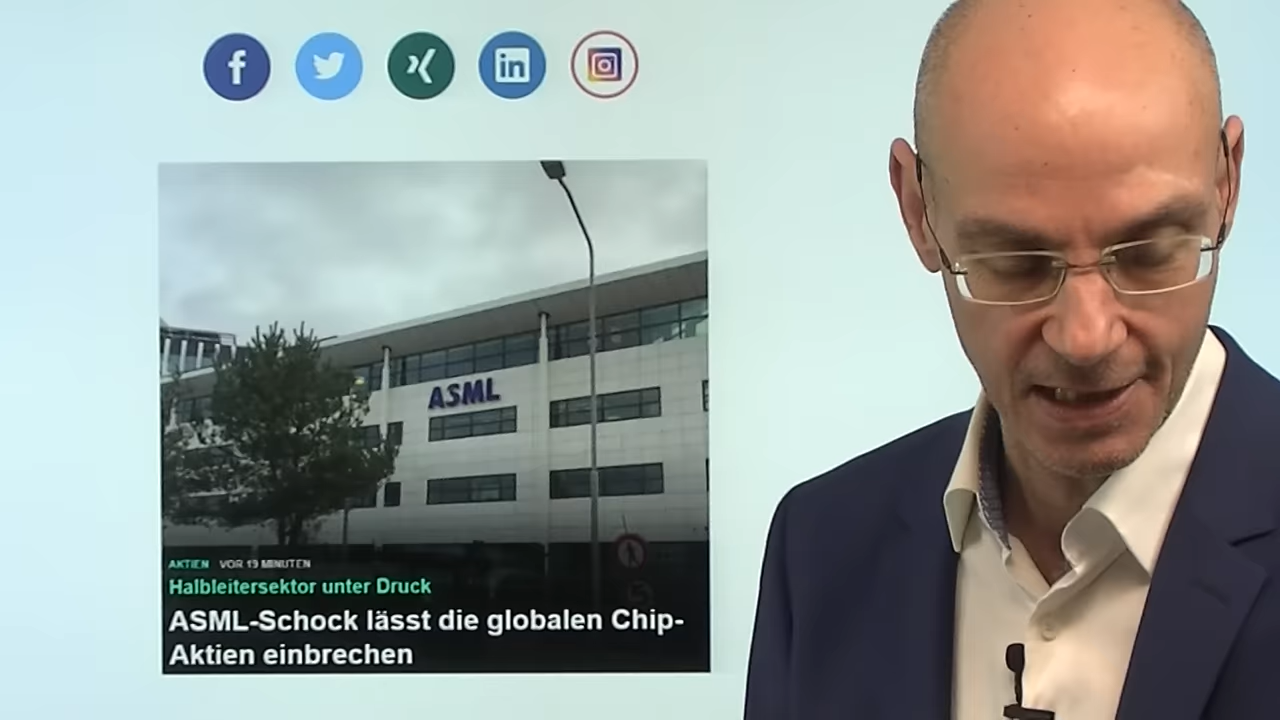 ASML
AKTIEN VOR 19 MINUTEN
Halbleitersektor unter Druck
ASML-Schock lässt die globalen Chip-
Aktien einbrechen